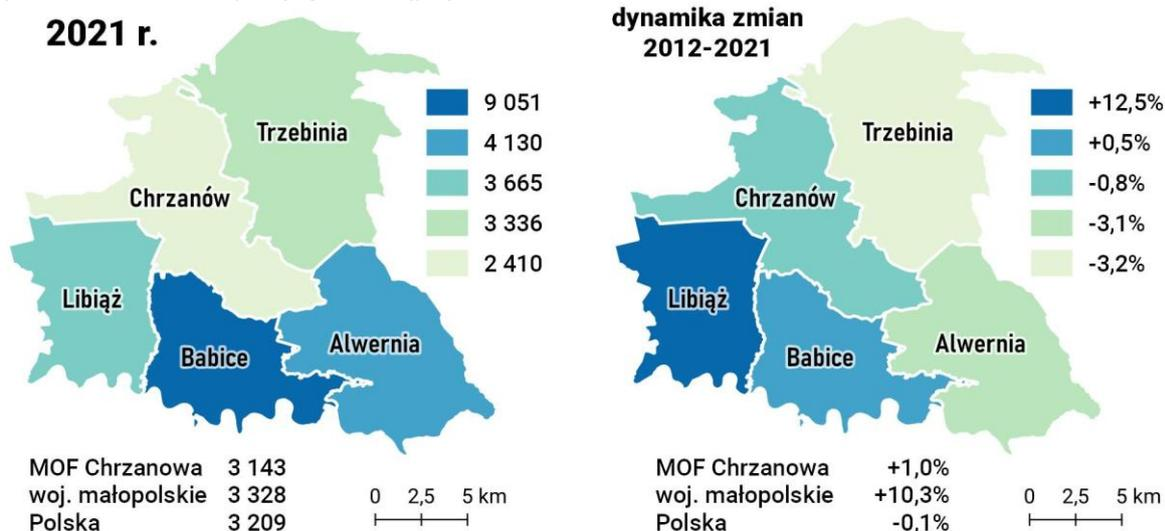 2021 r.
9 051
4 130
3 665
3 336
2 410
Trzebinia
Chrzanów
Libiąż
Babice
Alwernia
MOF Chrzanowa 3 143
woj. małopolskie 3 328
Polska 3 209
0 2,5 5 km
dynamika zmian
2012-2021
+12,5%
+0,5%
-0,8%
-3,1%
-3,2%
Trzebinia
Chrzanów
Libiąż
Babice
Alwernia
MOF Chrzanowa +1,0%
woj. małopolskie +10,3%
Polska -0,1%
0 2,5 5 km